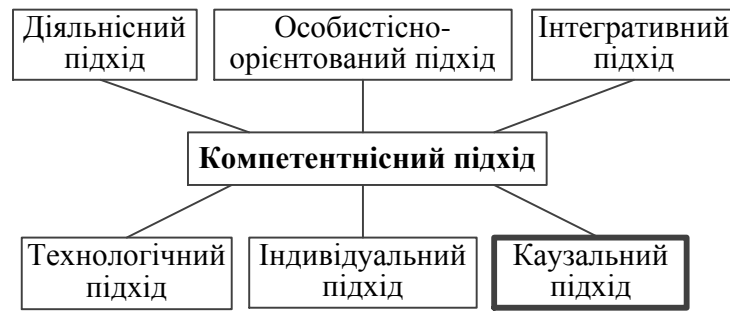 Діяльнісний
підхід
Особистісно-
орієнтований підхід
Інтегративний
підхід
Компетентнісний підхід
Технологічний
підхід
Індивідуальний
підхід
Каузальний
підхід